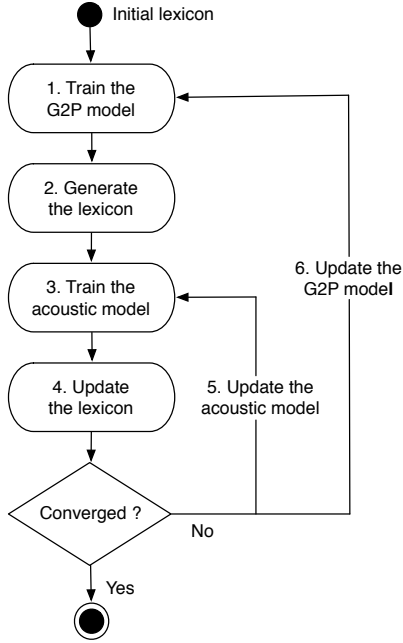 Initial lexicon
1. Train the
G2P model
2. Generate
the lexicon
3. Train the
acoustic model
4. Update
the lexicon
5. Update the
acoustic model
6. Update the
G2P model
Converged ?
No
Yes